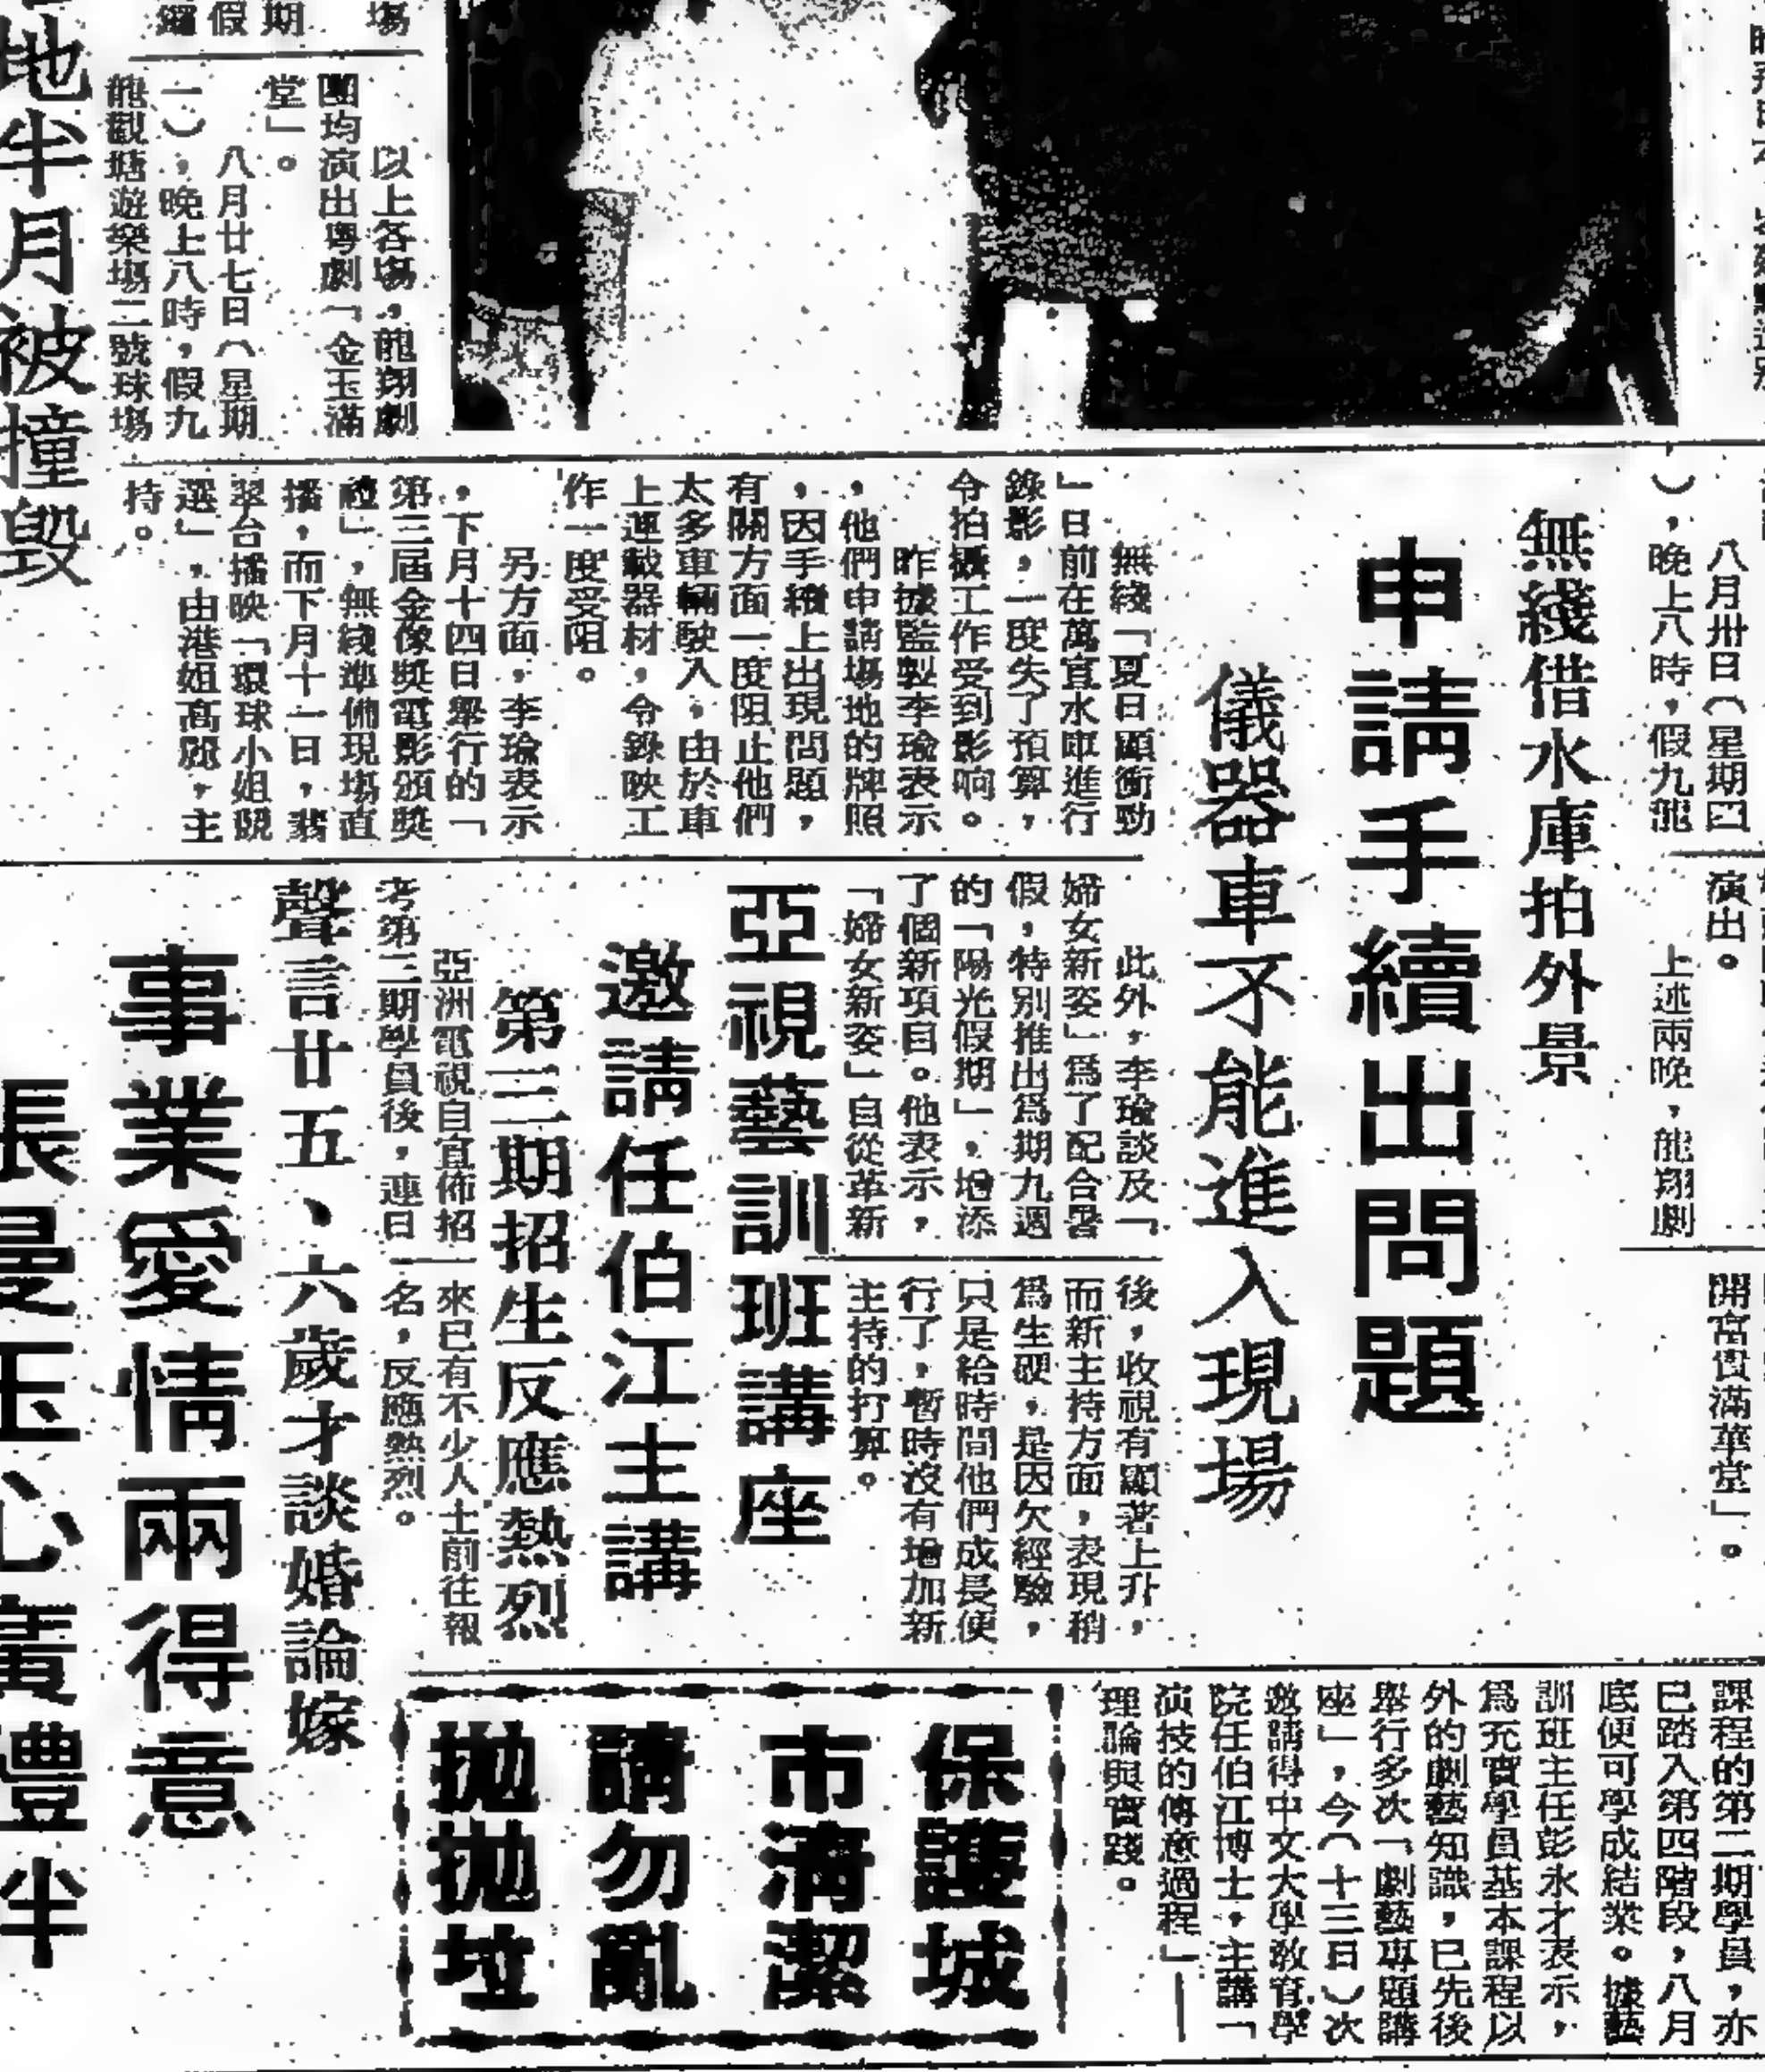 無綫借水庫拍外景
申請手續出問題
儀器車不能進入現場
無綫「夏日顯衝勁
」日前在萬宜水庫進行
錄影，一度失了預算，
令拍攝工作受到影响。
昨據監製李瑜表示
，他們申請場地的牌照
，因手續上出現問題，
有關方面一度阻止他們
太多車輛駛入，由於車
上運載器材，令錄映工
作一度受阻。
另方面，李瑜表示
，下月十四日舉行的「
第三屆金像獎電影頒獎
禮」，無綫準備現場直
播，而下月十一日，翡
翠台播映「環球小姐競
選」，由港姐高
，主
持。
此外，李瑜談及「
婦女新姿」爲了配合暑
假，特別推出爲期九週
的「陽光假期」，增添
了個新項目。他表示，
「婦女新姿」自從革新
後，收視有顯著上升，
而新主持方面，表現稍
爲生硬，是因欠經驗，
只是給時間他們成長便
行了，暫時沒有增加新
主持的打算。
亞視藝訓班講座
邀請任伯江主講
第三期招生反應熱烈
亞洲電視自宣佈招
考第三期學員後，連日
來已有不少人士前往報
名，反應熱烈。
課程的第二期學員，亦
已踏入第四階段，八月
底便可學成結業。據藝
訓班主任彭水才表示，
爲充實學員基本課程以
外的劇藝知識，已先後
舉行多次「劇藝專題講
座」，今（十三日）次
邀請得中文大學教育學
院任伯江博士，主講「
演技的傳意過程」——
理論與實踐。
保護城
市清潔
請勿亂
拋拋垃
聲言廿五、六歲才談婚論嫁
事業愛情兩得意
張曼玉心廣體半
地半月被撞毀
以上各場，龍翔劇
團均演出粵劇「金玉滿
堂」。
八月廿七日（星期
一），晚上八時，假九
龍觀塘遊樂場二號球場
八月卅日（星期四
），晚上八時，假九龍
演出。
上述兩晚，龍翔劇
開富貴滿華堂」。